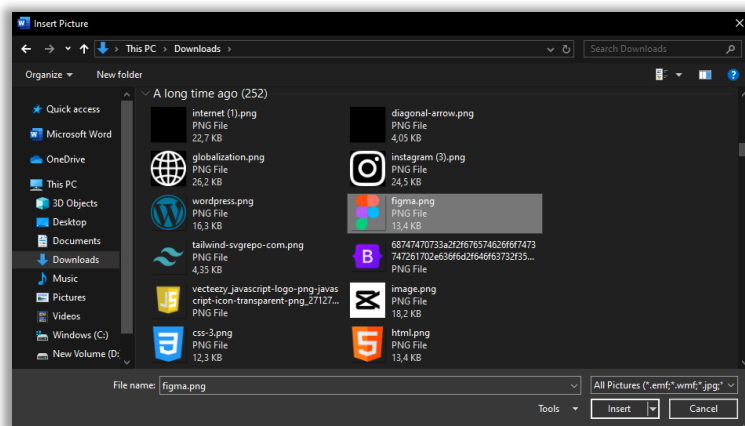 Insert Picture
This PC > Downloads >
Search Downloads
Organize
New folder
Quick access
Microsoft Word
OneDrive
This PC
3D Objects
Desktop
Documents
Downloads
Music
Pictures
Videos
Windows (C:)
New Volume (D:
A long time ago (252)
internet (1).png
PNG File
22,7 KB
diagonal-arrow.png
PNG File
4,05 KB
globalization.png
PNG File
26,2 KB
instagram (3).png
PNG File
24,5 KB
wordpress.png
PNG File
16,3 KB
figma.png
PNG File
13,4 KB
tailwind-svgrepo-com.png
PNG File
4,35 KB
B
68747470733a2f2f676574626f6f7473
747261702e636f6d2f646f63732f35...
PNG File
JS
vecteezy_javascript-logo-png-javas
cript-icon-transparent-png_27127...
PNG File
image.png
PNG File
18,2 KB
3
css-3.png
PNG File
12,3 KB
5
html.png
PNG File
13,4 KB
File name: figma.png
All Pictures (*.emf;*.wmf;*.jpg;*
Tools
Insert
Cancel